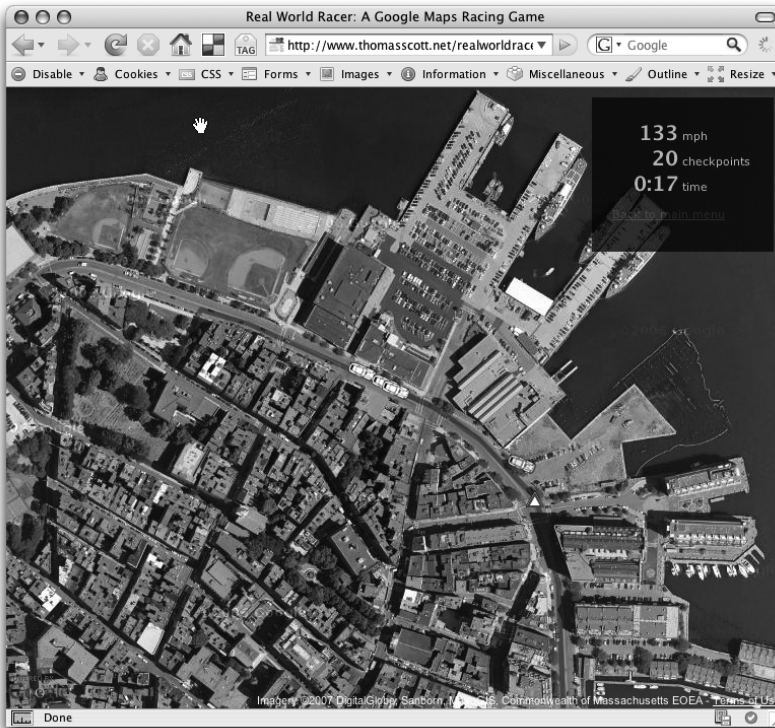 Real World Racer: A Google Maps Racing Game
TAG http://www.thomasscott.net/realworldrace G Google
Disable Cookies CSS Forms Images Information Miscellaneous Outline Resize
133 mph
20 checkpoints
0:17 time
Back to main menu
Imagery ©2007 DigitalGlobe, Sanborn, Commonwealth of Massachusetts EOEA - Terms of Us
Done